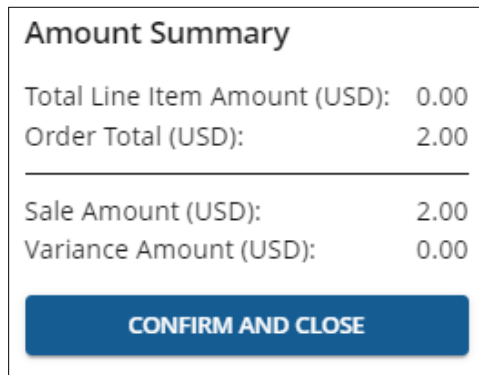 Amount Summary
Total Line Item Amount (USD): 0.00
Order Total (USD): 2.00
Sale Amount (USD): 2.00
Variance Amount (USD): 0.00
CONFIRM AND CLOSE